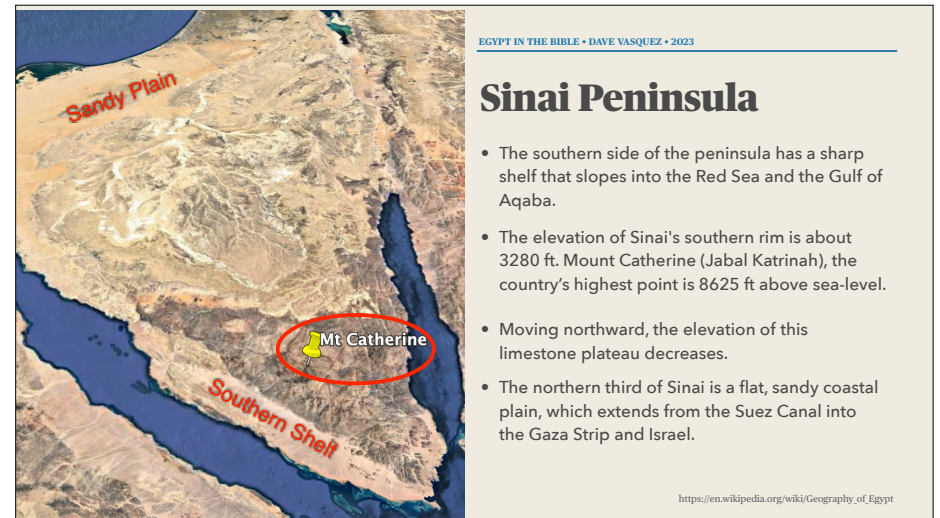 Sandy Plain
Mt Catherine
Southern Shelf
EGYPT IN THE BIBLE • DAVE VASQUEZ • 2023
Sinai Peninsula
• The southern side of the peninsula has a sharp
shelf that slopes into the Red Sea and the Gulf of
Aqaba.
• The elevation of Sinai's southern rim is about
3280 ft. Mount Catherine (Jabal Katrinah), the
country’s highest point is 8625 ft above sea-level.
• Moving northward, the elevation of this
limestone plateau decreases.
• The northern third of Sinai is a flat, sandy coastal
plain, which extends from the Suez Canal into
the Gaza Strip and Israel.
https://en.wikipedia.org/wiki/Geography_of_Egypt